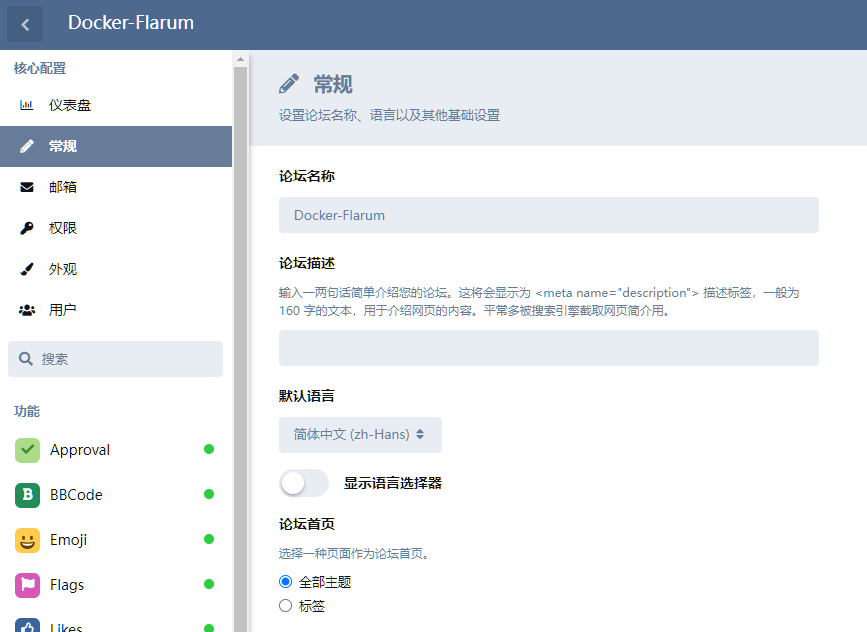 Docker-Flarum
核心配置
仪表盘
常规
邮箱
权限
外观
用户
搜索
功能
Approval
BBCode
Emoji
Flags
Likes
常规
设置论坛名称、语言以及其他基础设置
论坛名称
Docker-Flarum
论坛描述
输入一两句话简单介绍您的论坛。这将会显示为 <meta name="description"> 描述标签，一般为
160 字的文本，用于介绍网页的内容。平常多被搜索引擎截取网页简介用。
默认语言
简体中文 (zh-Hans)
显示语言选择器
论坛首页
选择一种页面作为论坛首页。
全部主题
标签